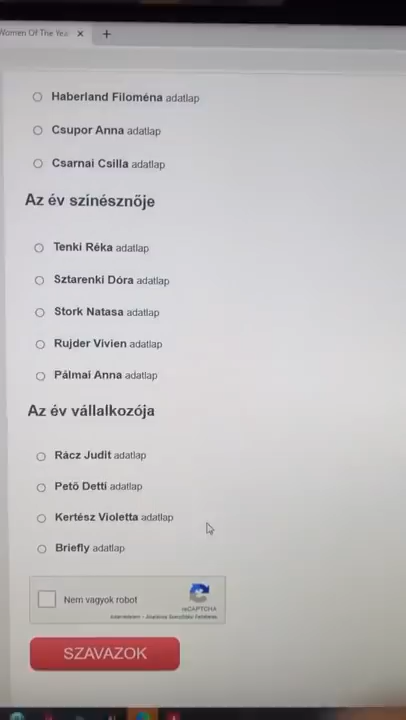 Women Of The Yea
Haberland Filoména adatlap
Csupor Anna adatlap
Csarnai Csilla adatlap
Az év színésznője
Tenki Réka adatlap
Sztarenki Dóra adatlap
Stork Natasa adatlap
Rujder Vivien adatlap
Pálmai Anna adatlap
Az év vállalkozója
Rácz Judit adatlap
Pető Detti adatlap
Kertész Violetta adatlap
Briefly adatlap
Nem vagyok robot
reCAPTCHA
SZAVAZOK